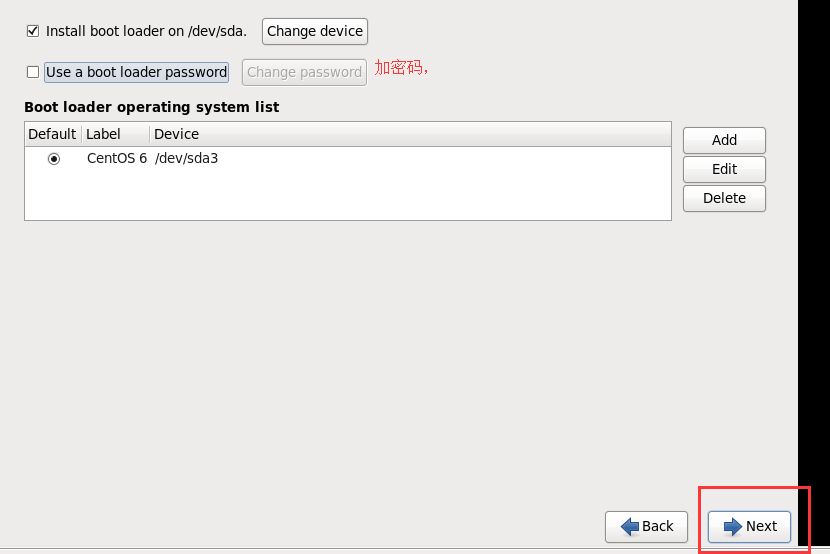 Install boot loader on /dev/sda. Change device
Use a boot loader password Change password 加密码，
Boot loader operating system list
Default Label Device
CentOS 6 /dev/sda3
Add
Edit
Delete
Back Next